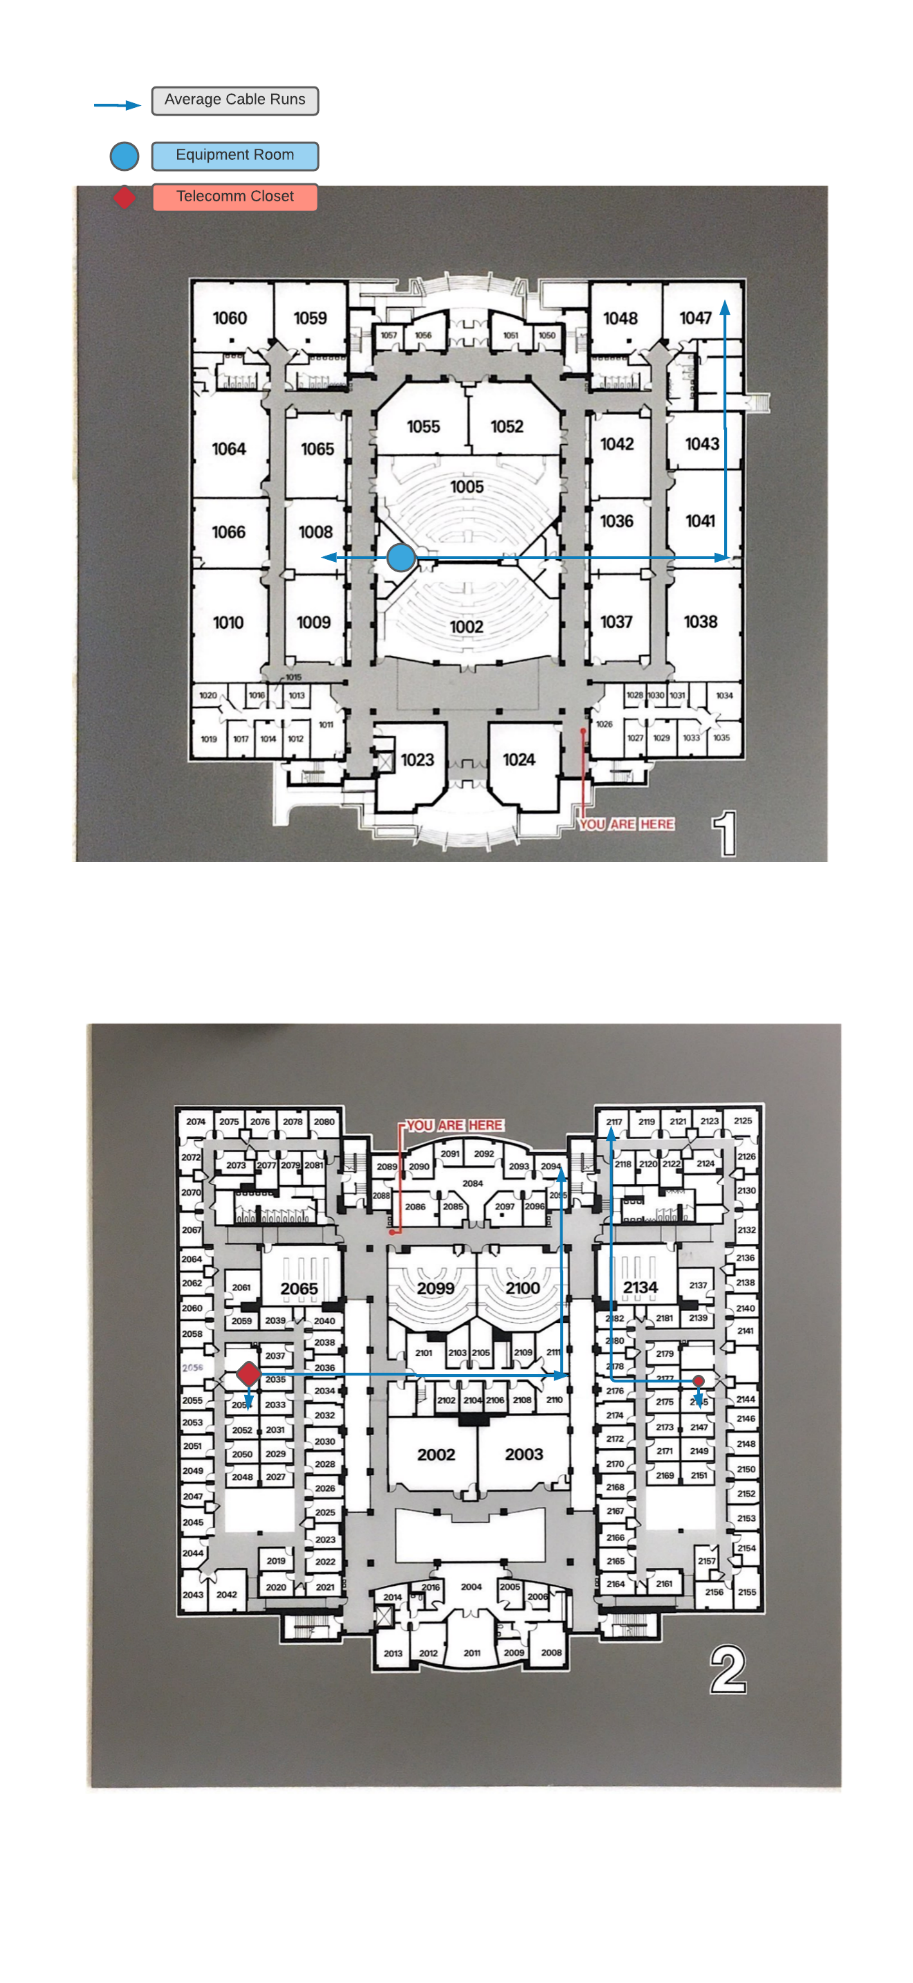 Average Cable Runs
Equipment Room
Telecomm Closet
1060 1059 1048 1047
1057 1056 1051 1050
1055 1052
1064 1065 1042 1043
1005
1066 1008 1036 1041
1010 1009 1002 1037 1038
1015
1020 1016 1013 1028 1030 1031 1034
1011 1026
1019 1017 1014 1012 1027 1029 1033 1035
1023 1024
YOU ARE HERE
1
YOU ARE HERE
2074 2075 2076 2078 2080 2117 2119 2121 2123 2125
2091 2092
2072 2073 2077 2079 2081 2089 2090 2093 2094 2118 2120 2122 2124 2126
2084
2070 2088 2086 2085 2097 2096 2095 2130
2067 2132
2064 2136
2062 2061 2065 2099 2100 2134 2137 2138
2060 2140
2059 2039 2040 2182 2181 2139
2058 2141
2038 2180
2037 2101 2103 2105 2109 2111 2179
2056 2036 2178
2035 2177
2034 2176
2055 2033 2102 2104 2106 2108 2110 2175 2144
2053 2032 2174 2146
2052 2031 2173 2147
2051 2030 2172 2148
2050 2029 2002 2003 2171 2149
2049 2028 2170 2150
2048 2027 2169 2151
2047 2026 2168 2152
2045 2025 2167 2153
2023 2166
2044 2019 2022 2165 2157 2154
2020 2021 2016 2004 2005 2164 2161
2043 2042 2014 2006 2156 2155
2013 2012 2011 2009 2008
2